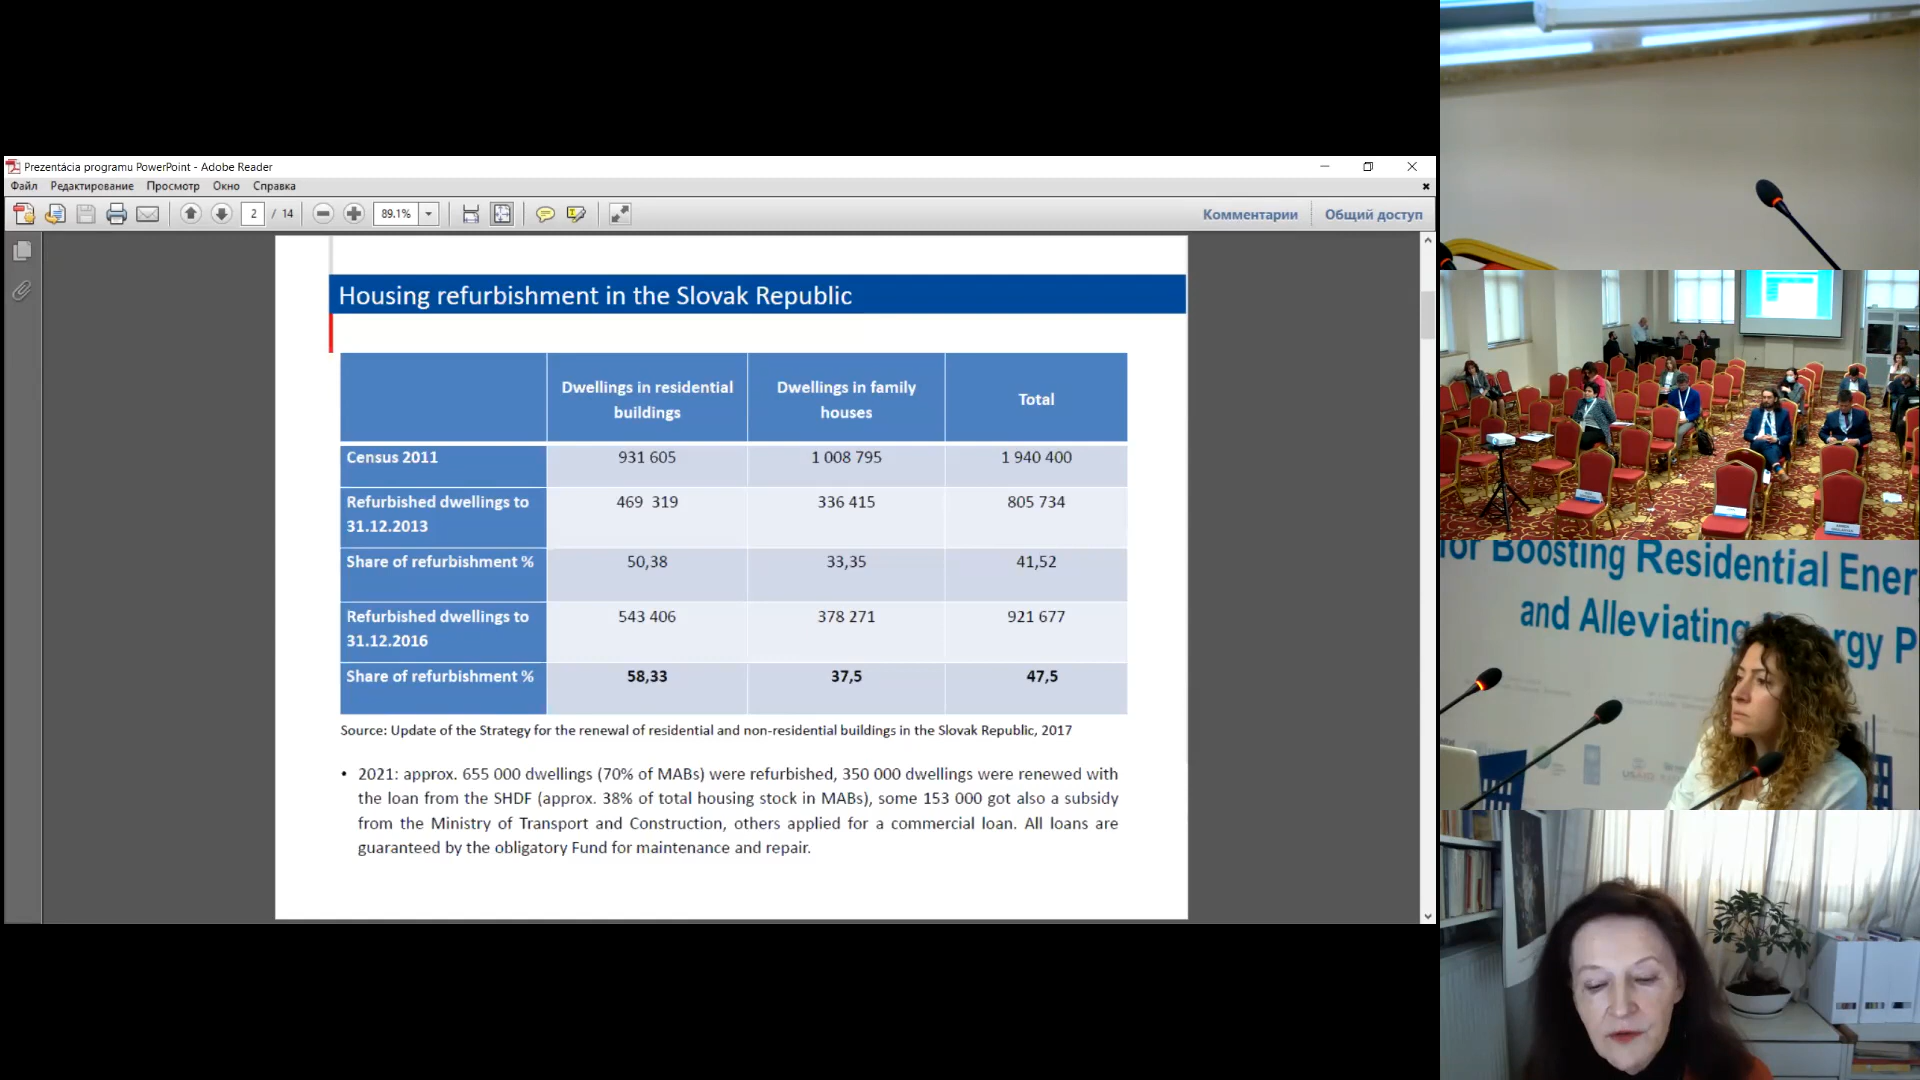 Prezentácia programu PowerPoint - Adobe Reader
Файл Редактирование Просмотр Окно Справка
2 / 14 89.1% Комментарии Общий доступ
Housing refurbishment in the Slovak Republic
Dwellings in residential buildings Dwellings in family houses Total
Census 2011 931 605 1 008 795 1 940 400
Refurbished dwellings to 31.12.2013 469 319 336 415 805 734
Share of refurbishment % 50,38 33,35 41,52
Refurbished dwellings to 31.12.2016 543 406 378 271 921 677
Share of refurbishment % 58,33 37,5 47,5
Source: Update of the Strategy for the renewal of residential and non-residential buildings in the Slovak Republic, 2017
• 2021: approx. 655 000 dwellings (70% of MABs) were refurbished, 350 000 dwellings were renewed with
the loan from the SHDF (approx. 38% of total housing stock in MABs), some 153 000 got also a subsidy
from the Ministry of Transport and Construction, others applied for a commercial loan. All loans are
guaranteed by the obligatory Fund for maintenance and repair.
for Boosting Residential Ener
and Alleviating